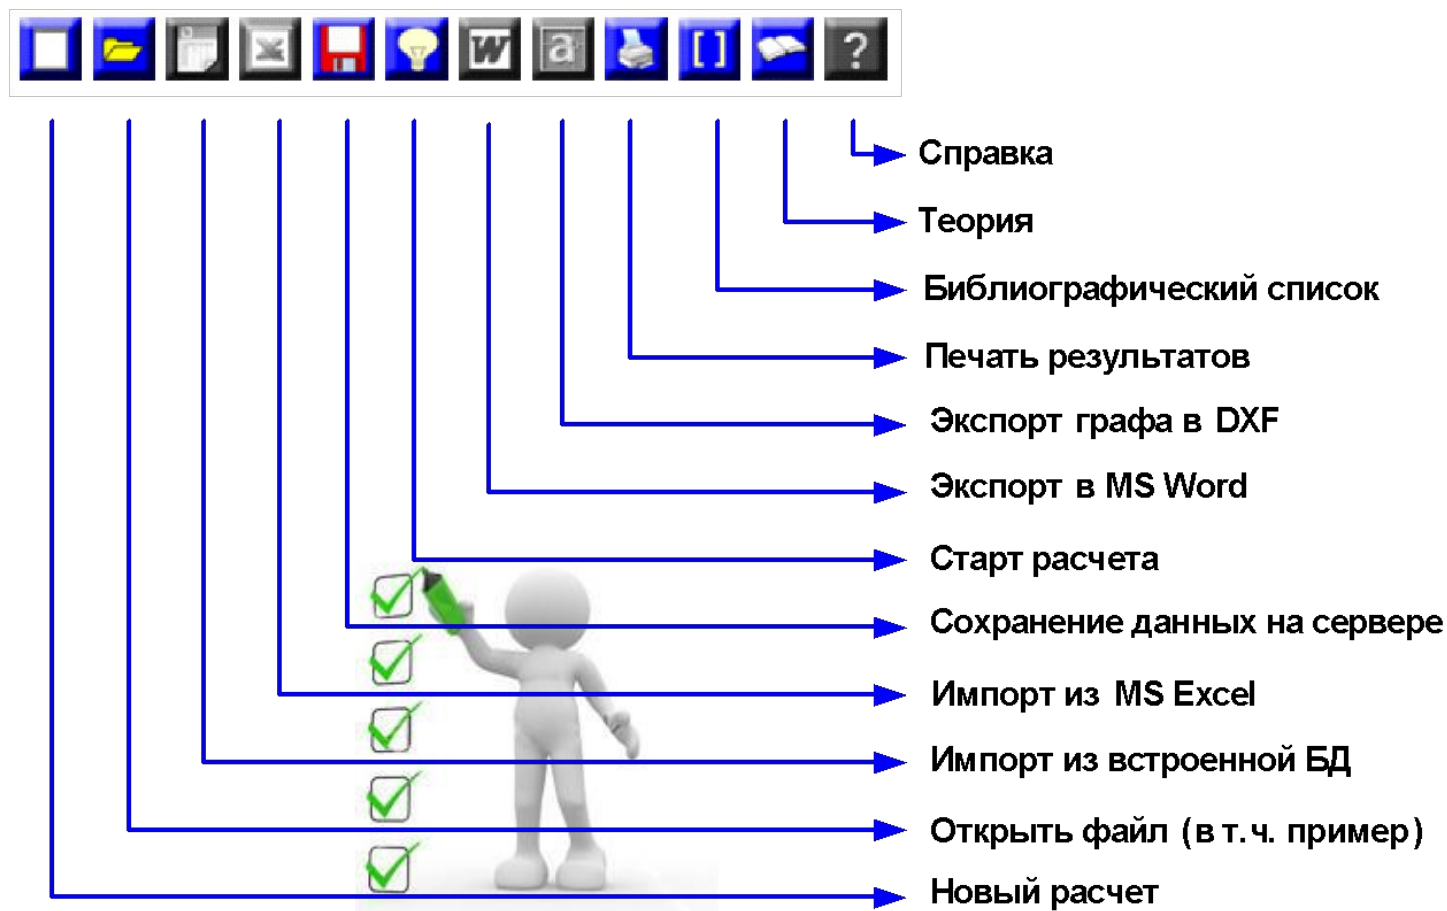 W a [ ] ?
Справка
Теория
Библиографический список
Печать результатов
Экспорт графа в DXF
Экспорт в MS Word
Старт расчета
Сохранение данных на сервере
Импорт из MS Excel
Импорт из встроенной БД
Открыть файл (в т.ч. пример)
Новый расчет